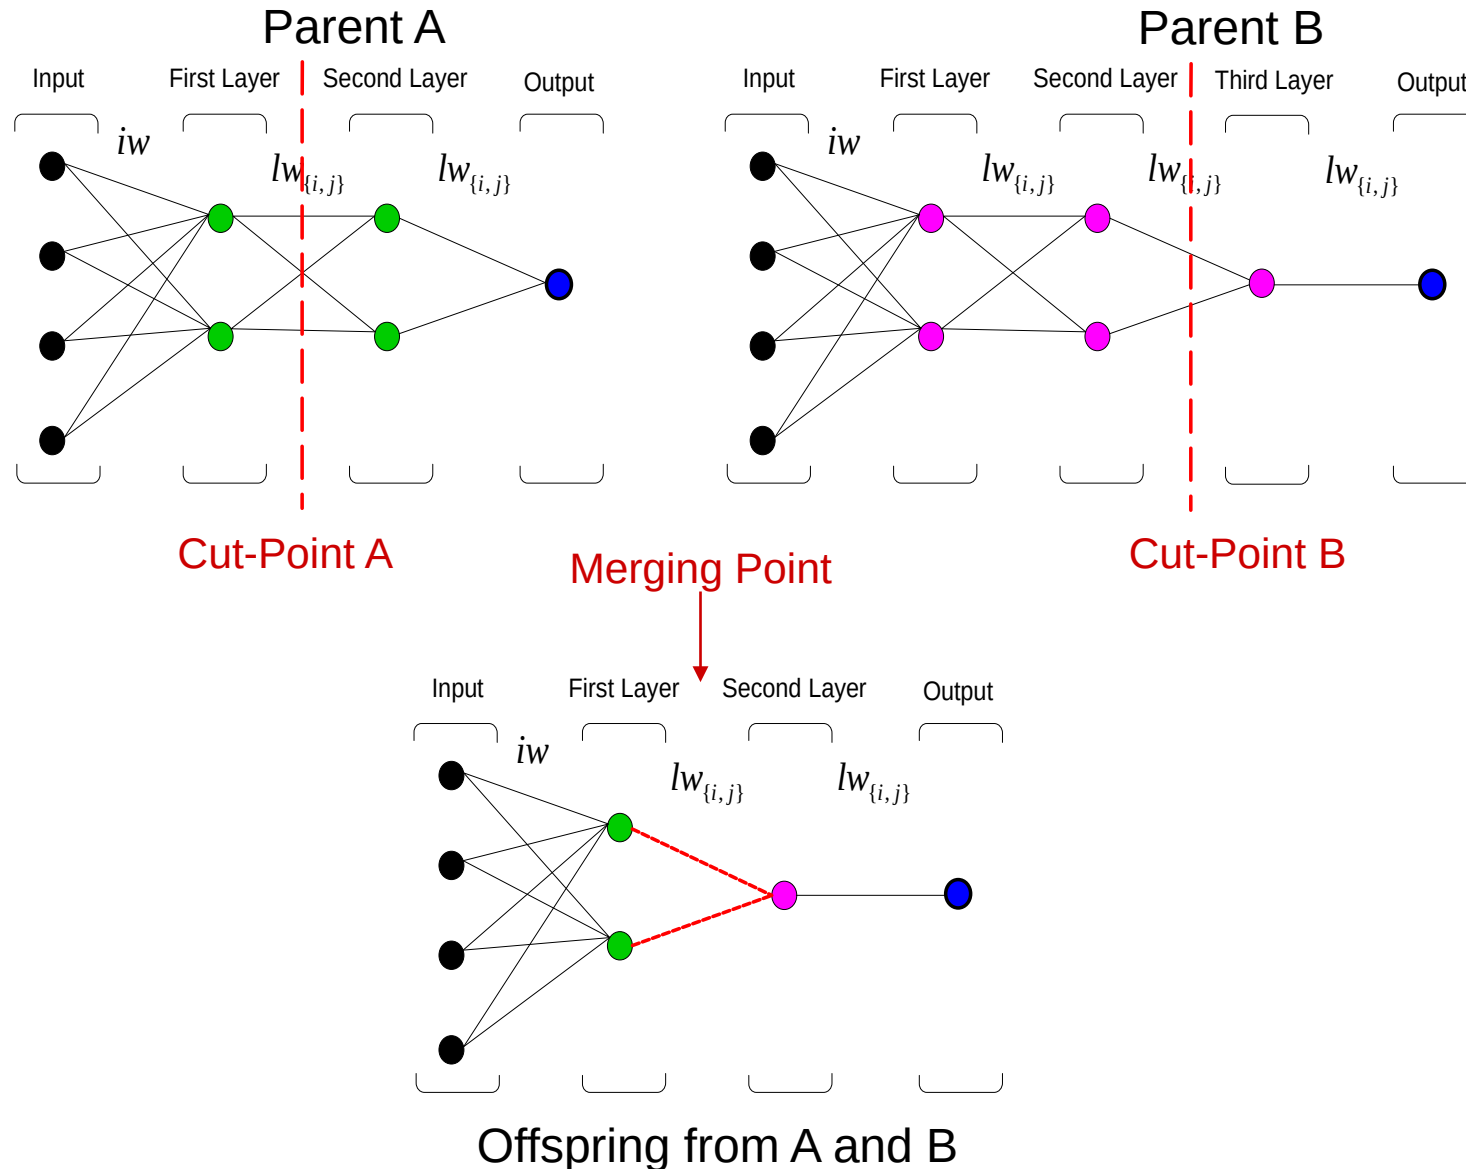 Parent A
Parent B
Input First Layer Second Layer Output
Input First Layer Second Layer Third Layer Output
iw lw{i,j} lw{i,j}
iw lw{i,j} lw{i,j} lw{i,j}
Cut-Point A
Merging Point
Cut-Point B
Input First Layer Second Layer Output
iw lw{i,j} lw{i,j}
Offspring from A and B